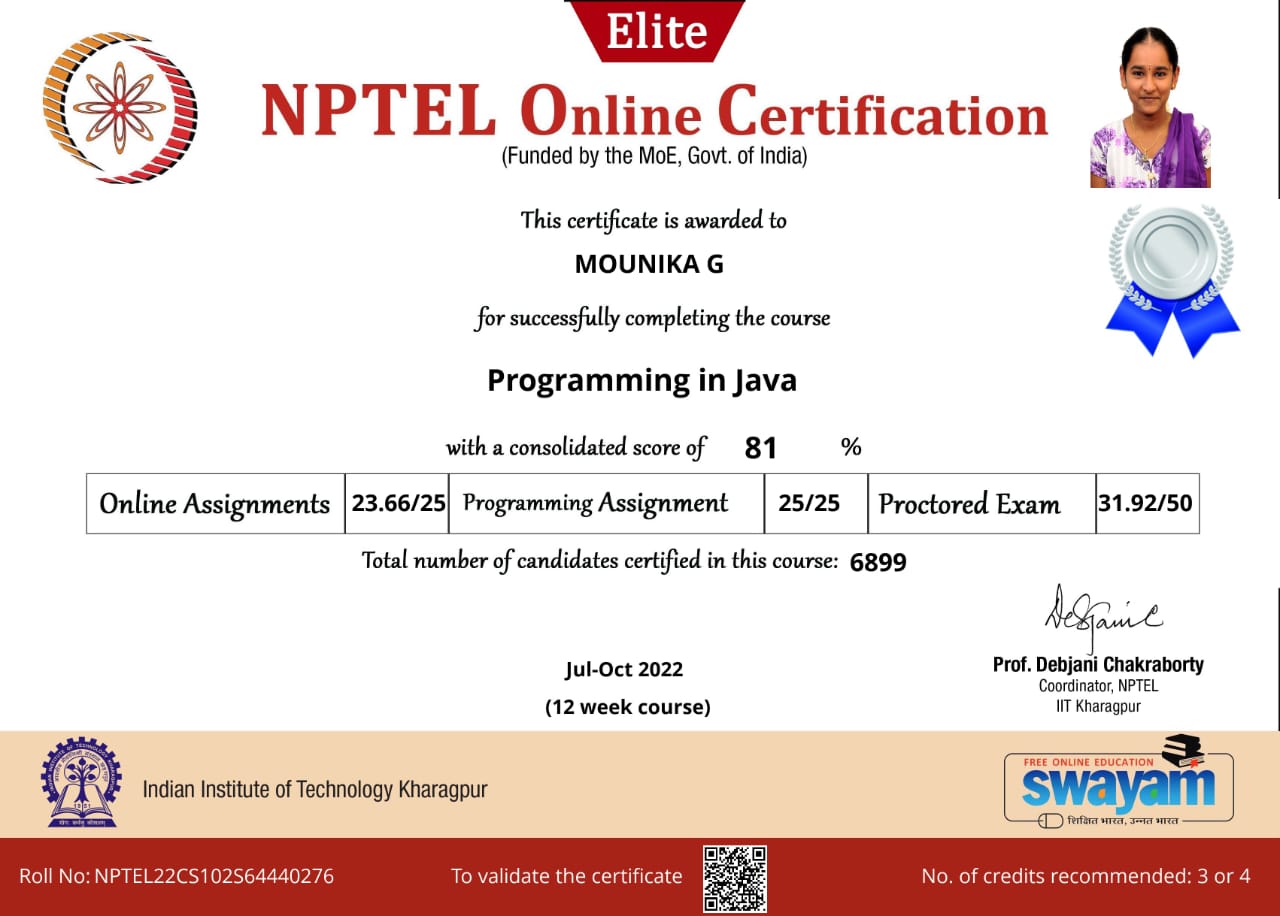 Elite
NPTEL Online Certification
(Funded by the MoE, Govt. of India)
This certificate is awarded to
MOUNIKA G
for successfully completing the course
Programming in Java
with a consolidated score of 81 %
Online Assignments 23.66/25 Programming Assignment 25/25 Proctored Exam 31.92/50
Total number of candidates certified in this course: 6899
Jul-Oct 2022
(12 week course)
Prof. Debjani Chakraborty
Coordinator, NPTEL
IIT Kharagpur
Indian Institute of Technology Kharagpur
1951
योगः कर्मसु कौशलम्
FREE ONLINE EDUCATION
swayam
शिक्षित भारत, उन्नत भारत
Roll No: NPTEL22CS102S64440276 To validate the certificate No. of credits recommended: 3 or 4